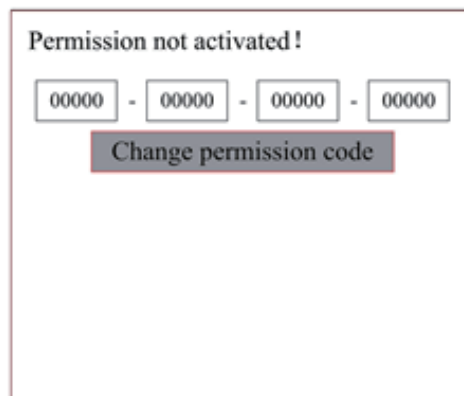 Permission not activated!
00000 - 00000 - 00000 - 00000
Change permission code